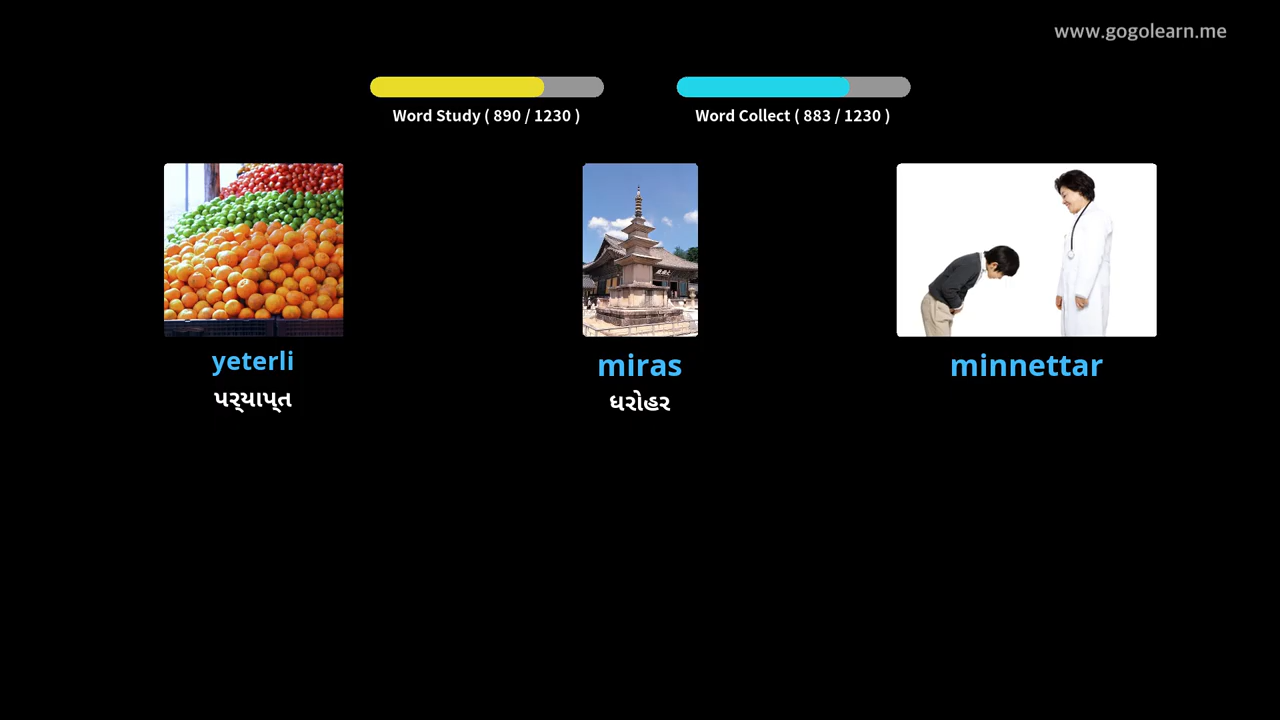 www.gogolearn.me
Word Study ( 890 / 1230 )
Word Collect ( 883 / 1230 )
yeterli
miras
minnettar
પર્યાપ્ત
ધરોહર